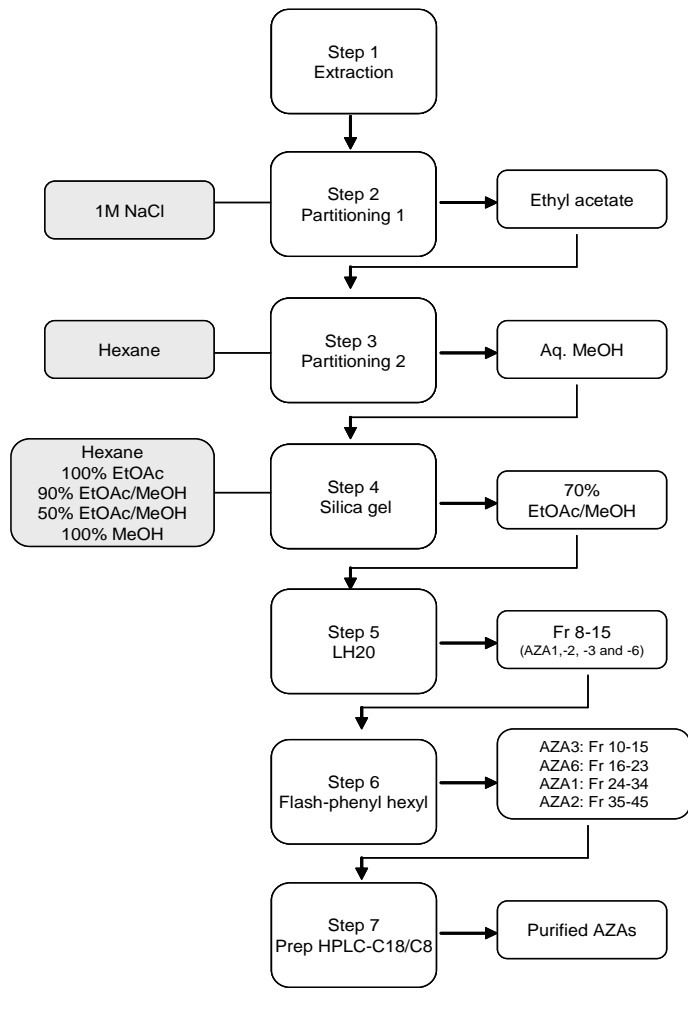 Step 1
Extraction
1M NaCl
Step 2
Partitioning 1
Ethyl acetate
Hexane
Step 3
Partitioning 2
Aq. MeOH
Hexane
100% EtOAc
90% EtOAc/MeOH
50% EtOAc/MeOH
100% MeOH
Step 4
Silica gel
70%
EtOAc/MeOH
Step 5
LH20
Fr 8-15
(AZA1,-2, -3 and -6)
Step 6
Flash-phenyl hexyl
AZA3: Fr 10-15
AZA6: Fr 16-23
AZA1: Fr 24-34
AZA2: Fr 35-45
Step 7
Prep HPLC-C18/C8
Purified AZAs